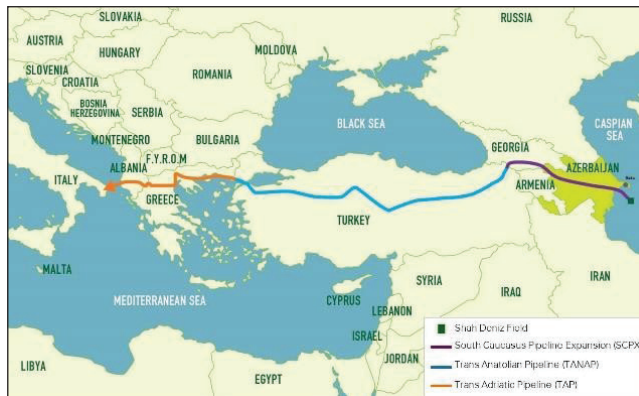 SLOVAKIA
RUSSIA
AUSTRIA
HUNGARY
MOLDOVA
SLOVENIA
CROATIA
ROMANIA
BOSNIA
HERZEGOVINA
SERBIA
BLACK SEA
CASPIAN
SEA
MONTENEGRO
BULGARIA
GEORGIA
F.Y.R.O.M
ALBANIA
AZERBAIJAN
ITALY
ARMENIA
GREECE
TURKEY
MALTA
SYRIA
IRAN
MEDITERRANEAN SEA
CYPRUS
IRAQ
LEBANON
ISRAEL
JORDAN
LIBYA
EGYPT
Shah Deniz Field
South Caucasus Pipeline Expansion (SCPX)
Trans Anatolian Pipeline (TANAP)
Trans Adriatic Pipeline (TAP)